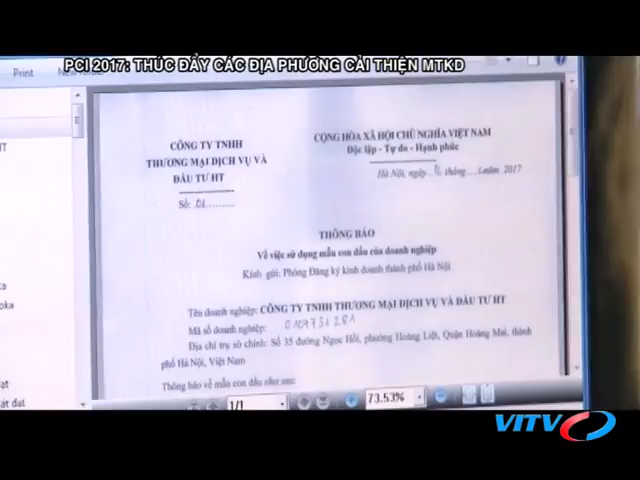 PCI 2017: THÚC ĐẨY CÁC ĐỊA PHƯƠNG CẢI THIỆN MTKD
Print
CÔNG TY TNHH
THƯƠNG MẠI DỊCH VỤ VÀ
ĐẦU TƯ HT
Số: 01
CỘNG HÒA XÃ HỘI CHỦ NGHĨA VIỆT NAM
Độc lập - Tự do - Hạnh phúc
Hà Nội, ngày tháng năm 2017
THÔNG BÁO
Về việc sử dụng mẫu con dấu của doanh nghiệp
Kính gửi: Phòng Đăng ký kinh doanh thành phố Hà Nội
Tên doanh nghiệp: CÔNG TY TNHH THƯƠNG MẠI DỊCH VỤ VÀ ĐẦU TƯ HT
Mã số doanh nghiệp:
Địa chỉ trụ sở chính: Số 35 đường Ngọc Hồi, phường Hoàng Liệt, Quận Hoàng Mai, thành
phố Hà Nội, Việt Nam
Thông báo về mẫu con dấu như sau:
1/1
73.53%
VITV